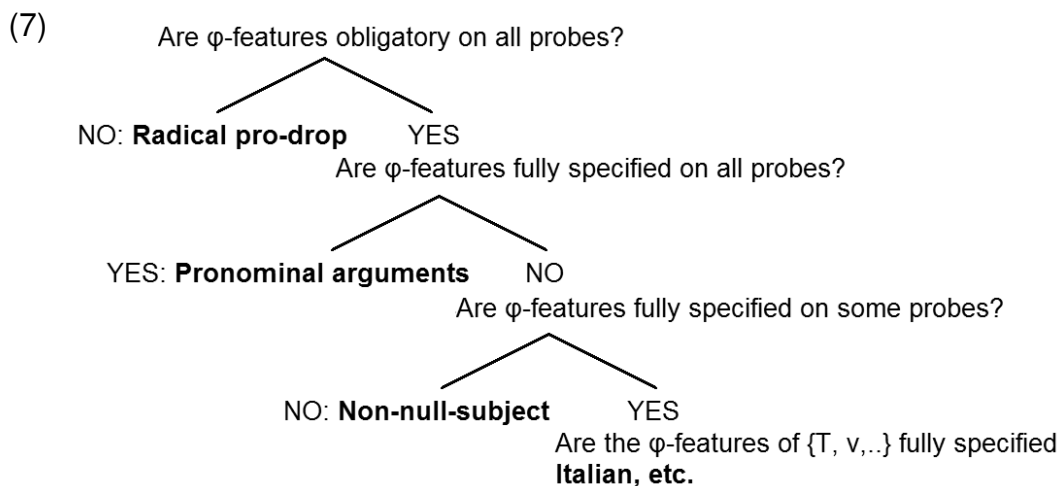 (7)
Are φ-features obligatory on all probes?
NO: Radical pro-drop YES
Are φ-features fully specified on all probes?
YES: Pronominal arguments NO
Are φ-features fully specified on some probes?
NO: Non-null-subject YES
Are the φ-features of {T, v,..} fully specified
Italian, etc.